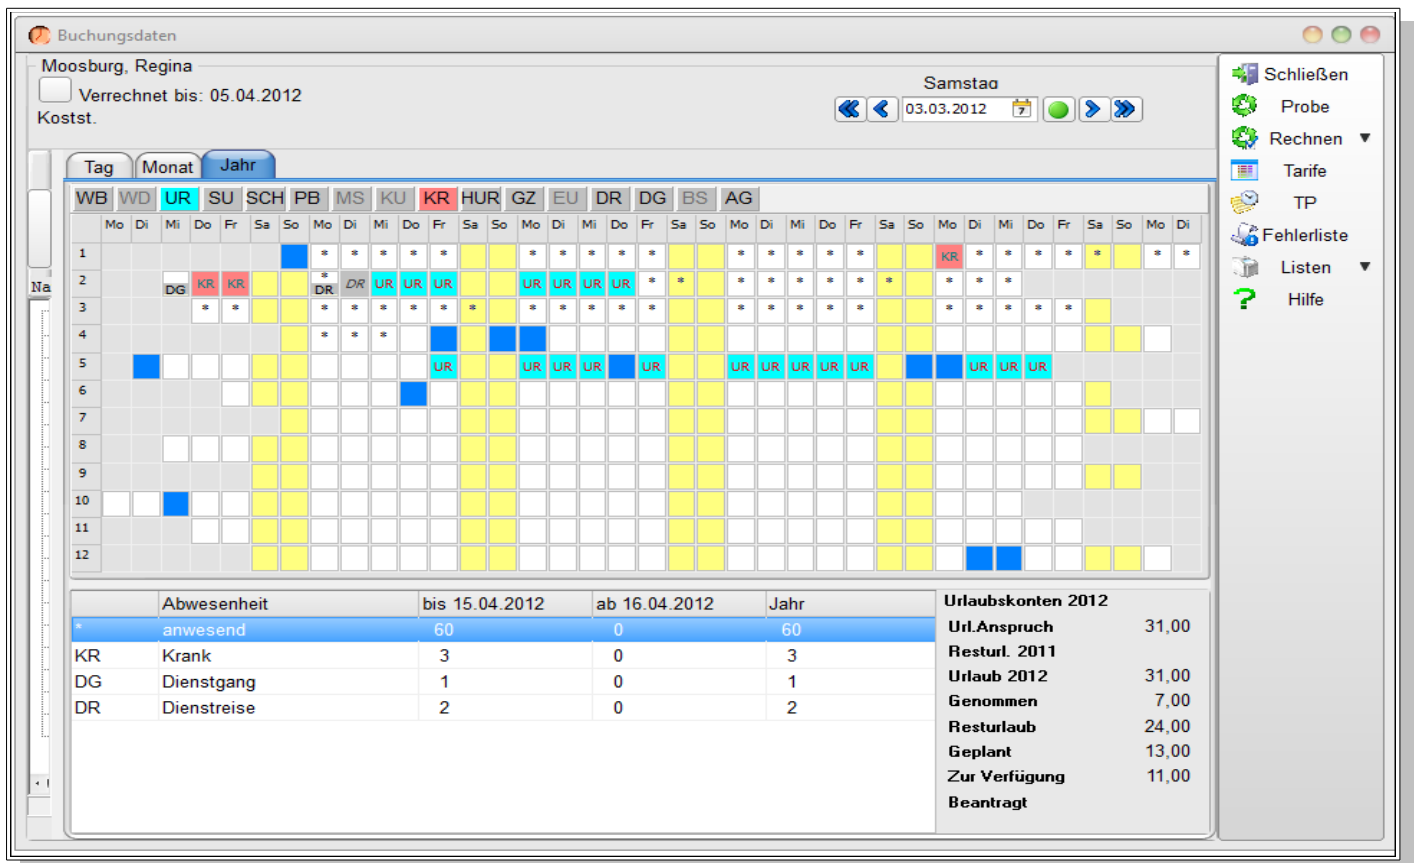 Buchungsdaten
Moosburg, Regina
Verrechnet bis: 05.04.2012
Kostst.
Samstag
03.03.2012
7
Schließen
Probe
Rechnen
Tarife
TP
Fehlerliste
Listen
Hilfe
Tag Monat Jahr
WB WD UR SU SCH PB MS KU KR HUR GZ EU DR DG BS AG
Mo Di Mi Do Fr Sa So Mo Di Mi Do Fr Sa So Mo Di Mi Do Fr Sa So Mo Di Mi Do Fr Sa So Mo Di Mi Do Fr Sa So Mo Di
1 * * * * * * * * * * * * * * * KR * * * * * * *
Na
2 DG KR KR * DR DR UR UR UR UR UR UR UR * * * * * * * * * * *
3 * * * * * * * * * * * * * * * * * * * * * * * *
4 * * *
5 UR UR UR UR UR UR UR UR UR UR UR UR UR
6
7
8
9
10
11
12
Abwesenheit bis 15.04.2012 ab 16.04.2012 Jahr
* anwesend 60 0 60
KR Krank 3 0 3
DG Dienstgang 1 0 1
DR Dienstreise 2 0 2
Urlaubskonten 2012
Url.Anspruch 31,00
Resturl. 2011
Urlaub 2012 31,00
Genommen 7,00
Resturlaub 24,00
Geplant 13,00
Zur Verfügung 11,00
Beantragt